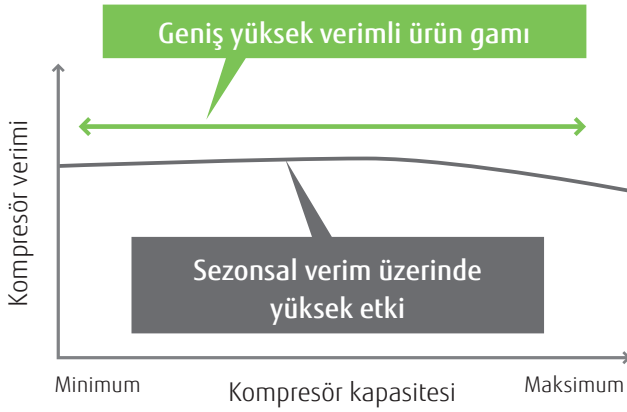 Geniş yüksek verimli ürün gamı
Kompresör verimi
Sezonsal verim üzerinde
yüksek etki
Minimum
Kompresör kapasitesi
Maksimum